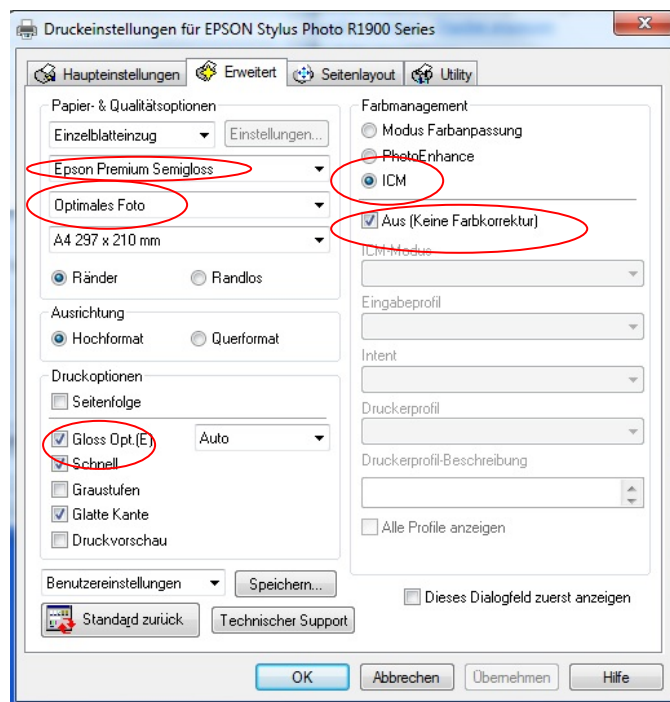 Druckeinstellungen für EPSON Stylus Photo R1900 Series
Haupteinstellungen Erweitert Seitenlayout Utility
Papier- & Qualitätsoptionen
Einzelblatteinzug Einstellungen...
Epson Premium Semigloss
Optimales Foto
A4 297 x 210 mm
Ränder Randlos
Ausrichtung
Hochformat Querformat
Druckoptionen
Seitenfolge
Gloss Opt.(E) Auto
Schnell
Graustufen
Glatte Kante
Druckvorschau
Farbmanagement
Modus Farbanpassung
PhotoEnhance
ICM
Aus (Keine Farbkorrektur)
ICM-Modus
Eingabeprofil
Intent
Druckerprofil
Druckerprofil-Beschreibung
Alle Profile anzeigen
Benutzereinstellungen Speichern...
Dieses Dialogfeld zuerst anzeigen
Standard zurück Technischer Support
OK Abbrechen Übernehmen Hilfe